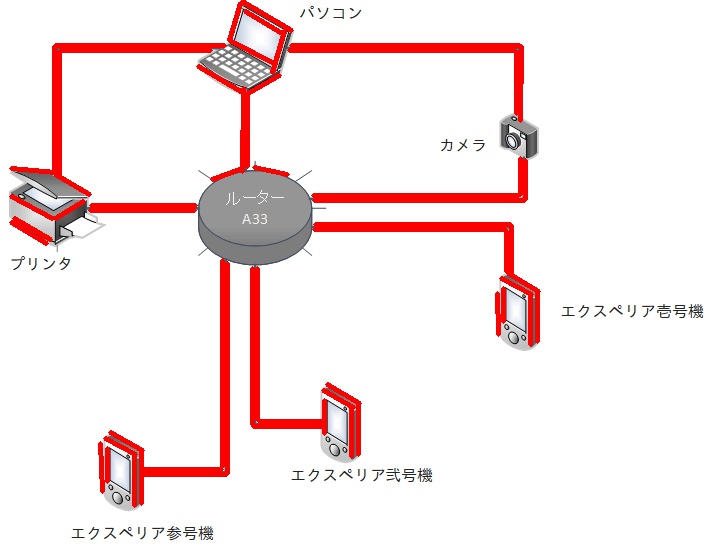 パソコン
カメラ
ルーター
A33
プリンタ
エクスペリア壱号機
エクスペリア弐号機
エクスペリア参号機